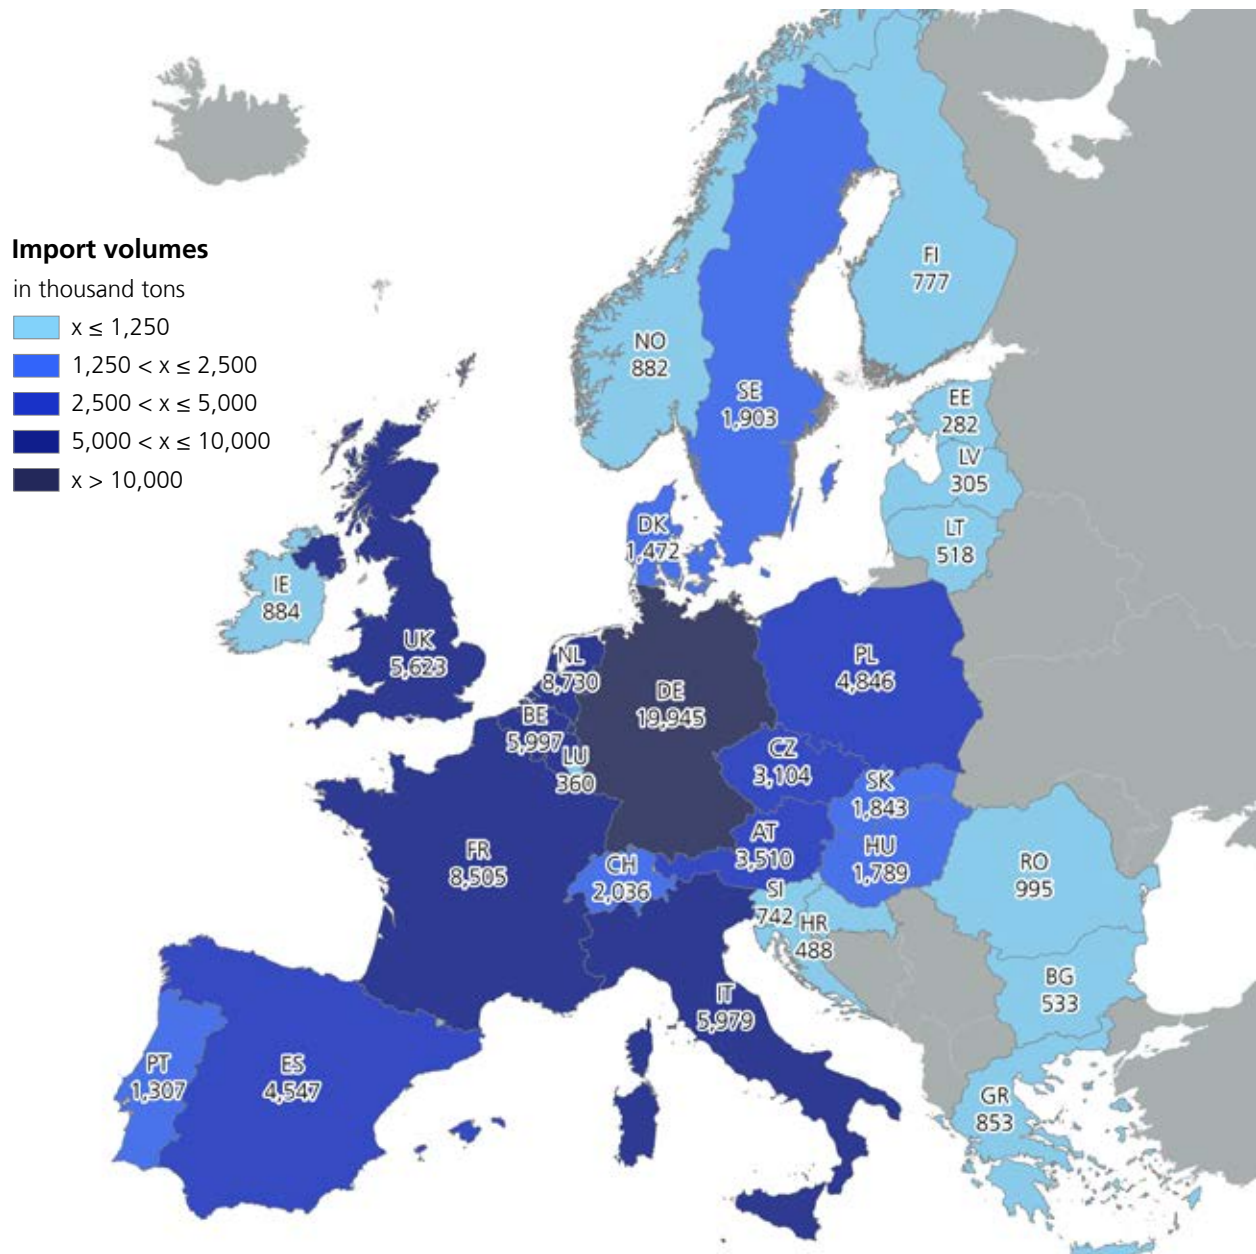 Import volumes
in thousand tons
x ≤ 1,250
1,250 < x ≤ 2,500
2,500 < x ≤ 5,000
5,000 < x ≤ 10,000
x > 10,000
FI
777
NO
882
SE
1,903
EE
282
LV
305
LT
518
DK
1,472
IE
884
UK
5,623
NL
8,730
DE
19,945
PL
4,846
BE
5,997
LU
360
CZ
3,104
SK
1,843
AT
3,510
HU
1,789
FR
8,505
CH
2,036
RO
995
SI
742
HR
488
BG
533
IT
5,979
PT
1,307
ES
4,547
GR
853